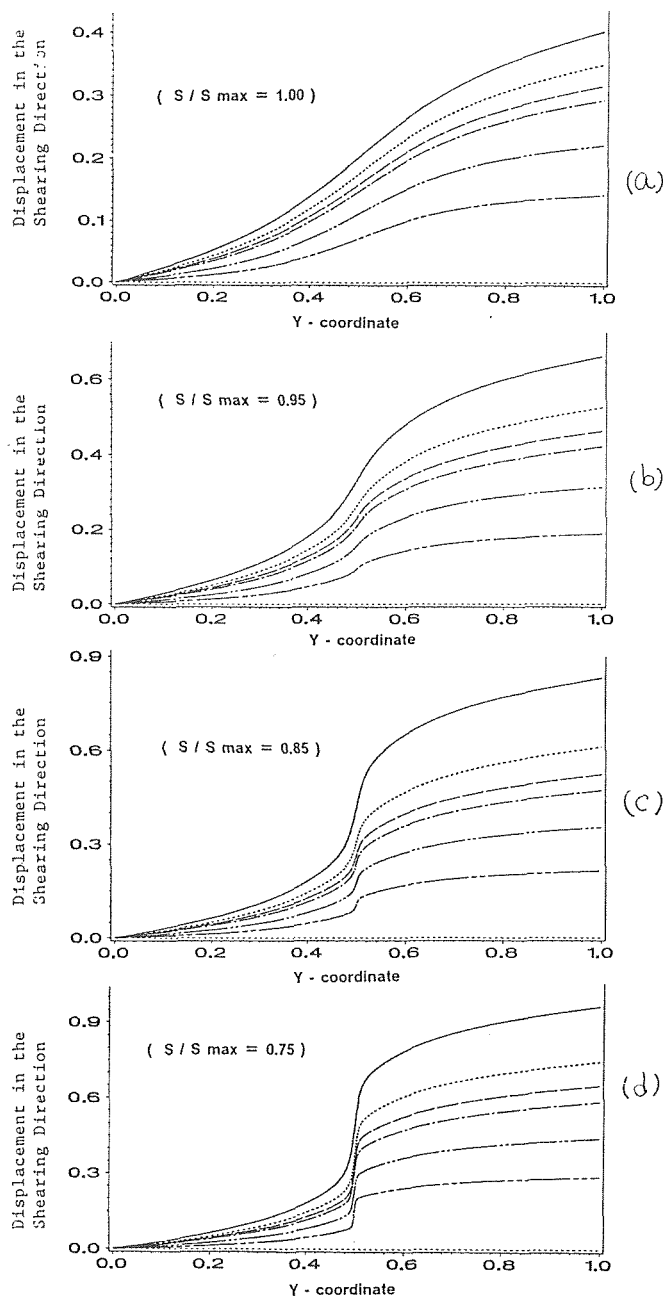 Displacement in the
Shearing Direction
0.4
0.3
0.2
0.1
0.0
( S / S max = 1.00 )
(a)
0.0 0.2 0.4 0.6 0.8 1.0
Y - coordinate
Displacement in the
Shearing Direction
0.6
0.4
0.2
0.0
( S / S max = 0.95 )
(b)
0.0 0.2 0.4 0.6 0.8 1.0
Y - coordinate
Displacement in the
Shearing Direction
0.9
0.6
0.3
0.0
( S / S max = 0.85 )
(c)
0.0 0.2 0.4 0.6 0.8 1.0
Y - coordinate
Displacement in the
Shearing Direction
0.9
0.6
0.3
0.0
( S / S max = 0.75 )
(d)
0.0 0.2 0.4 0.6 0.8 1.0
Y - coordinate